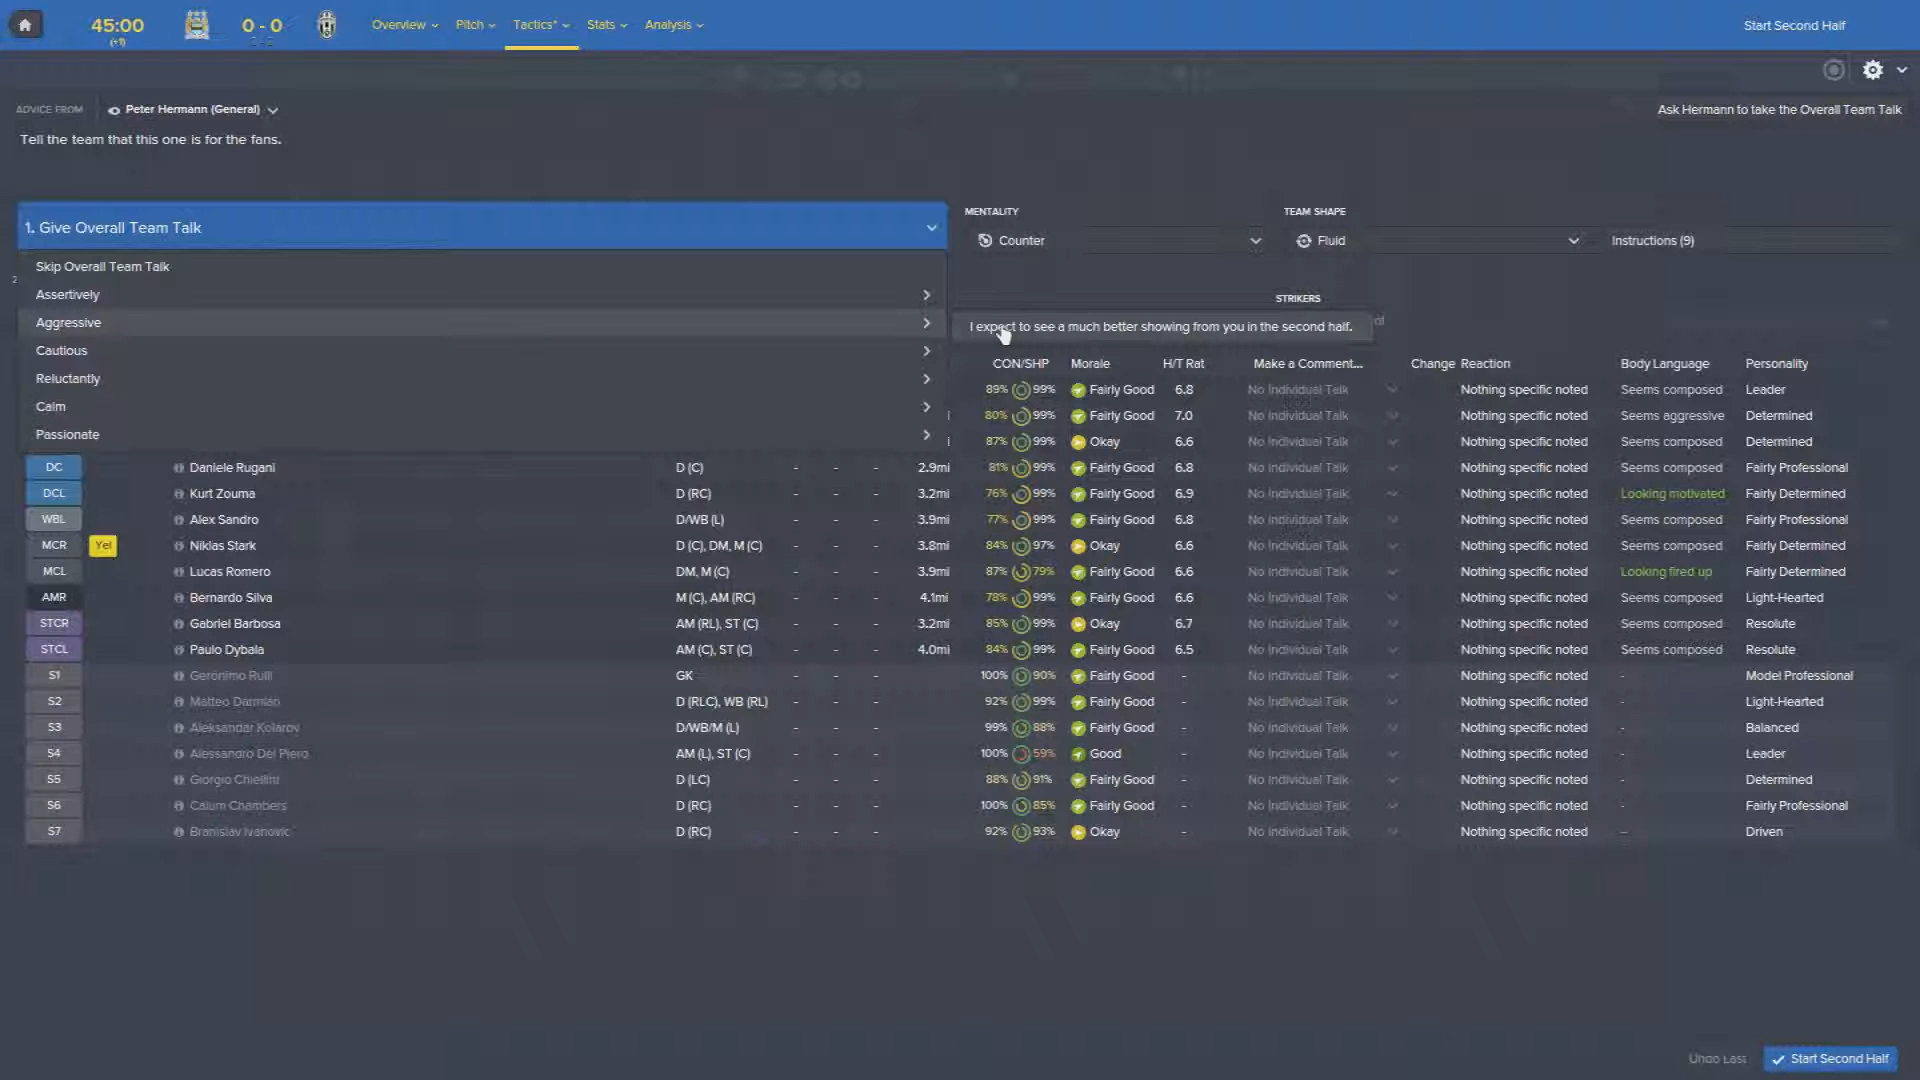 45:00 0 - 0 Overview Pitch Tactics* Stats Analysis Start Second Half
(+1)
ADVICE FROM Peter Hermann (General) Ask Hermann to take the Overall Team Talk
Tell the team that this one is for the fans.
1. Give Overall Team Talk
MENTALITY TEAM SHAPE
Counter Fluid Instructions (9)
Skip Overall Team Talk
2
Assertively
STRIKERS
Aggressive
I expect to see a much better showing from you in the second half.
Cautious
Reluctantly
Calm
Passionate
CON/SHP Morale H/T Rat Make a Comment... Change Reaction Body Language Personality
89% 99% Fairly Good 6.8 No Individual Talk Nothing specific noted Seems composed Leader
80% 99% Fairly Good 7.0 No Individual Talk Nothing specific noted Seems aggressive Determined
87% 99% Okay 6.6 No Individual Talk Nothing specific noted Seems composed Determined
DC Daniele Rugani D (C) - - - 2.9mi 81% 99% Fairly Good 6.8 No Individual Talk Nothing specific noted Seems composed Fairly Professional
DCL Kurt Zouma D (RC) - - - 3.2mi 76% 99% Fairly Good 6.9 No Individual Talk Nothing specific noted Looking motivated Fairly Determined
WBL Alex Sandro D/WB (L) - - - 3.9mi 77% 99% Fairly Good 6.8 No Individual Talk Nothing specific noted Seems composed Fairly Professional
MCR Yel Niklas Stark D (C), DM, M (C) - - - 3.8mi 84% 97% Okay 6.6 No Individual Talk Nothing specific noted Seems composed Fairly Determined
MCL Lucas Romero DM, M (C) - - - 3.9mi 87% 79% Fairly Good 6.6 No Individual Talk Nothing specific noted Looking fired up Fairly Determined
AMR Bernardo Silva M (C), AM (RC) - - - 4.1mi 78% 99% Fairly Good 6.6 No Individual Talk Nothing specific noted Seems composed Light-Hearted
STCR Gabriel Barbosa AM (RL), ST (C) - - - 3.2mi 85% 99% Okay 6.7 No Individual Talk Nothing specific noted Seems composed Resolute
STCL Paulo Dybala AM (C), ST (C) - - - 4.0mi 84% 99% Fairly Good 6.5 No Individual Talk Nothing specific noted Seems composed Resolute
S1 Gerónimo Rulli GK - - - 100% 90% Fairly Good - No Individual Talk Nothing specific noted - Model Professional
S2 Matteo Darmian D (RLC), WB (RL) - - - 92% 99% Fairly Good - No Individual Talk Nothing specific noted - Light-Hearted
S3 Aleksandar Kolarov D/WB/M (L) - - - 99% 88% Fairly Good - No Individual Talk Nothing specific noted - Balanced
S4 Alessandro Del Piero AM (L), ST (C) - - - 100% 59% Good - No Individual Talk Nothing specific noted - Leader
S5 Giorgio Chiellini D (LC) - - - 88% 91% Fairly Good - No Individual Talk Nothing specific noted - Determined
S6 Calum Chambers D (RC) - - - 100% 85% Fairly Good - No Individual Talk Nothing specific noted - Fairly Professional
S7 Branislav Ivanovic D (RC) - - - 92% 93% Okay - No Individual Talk Nothing specific noted - Driven
Undo Last Start Second Half